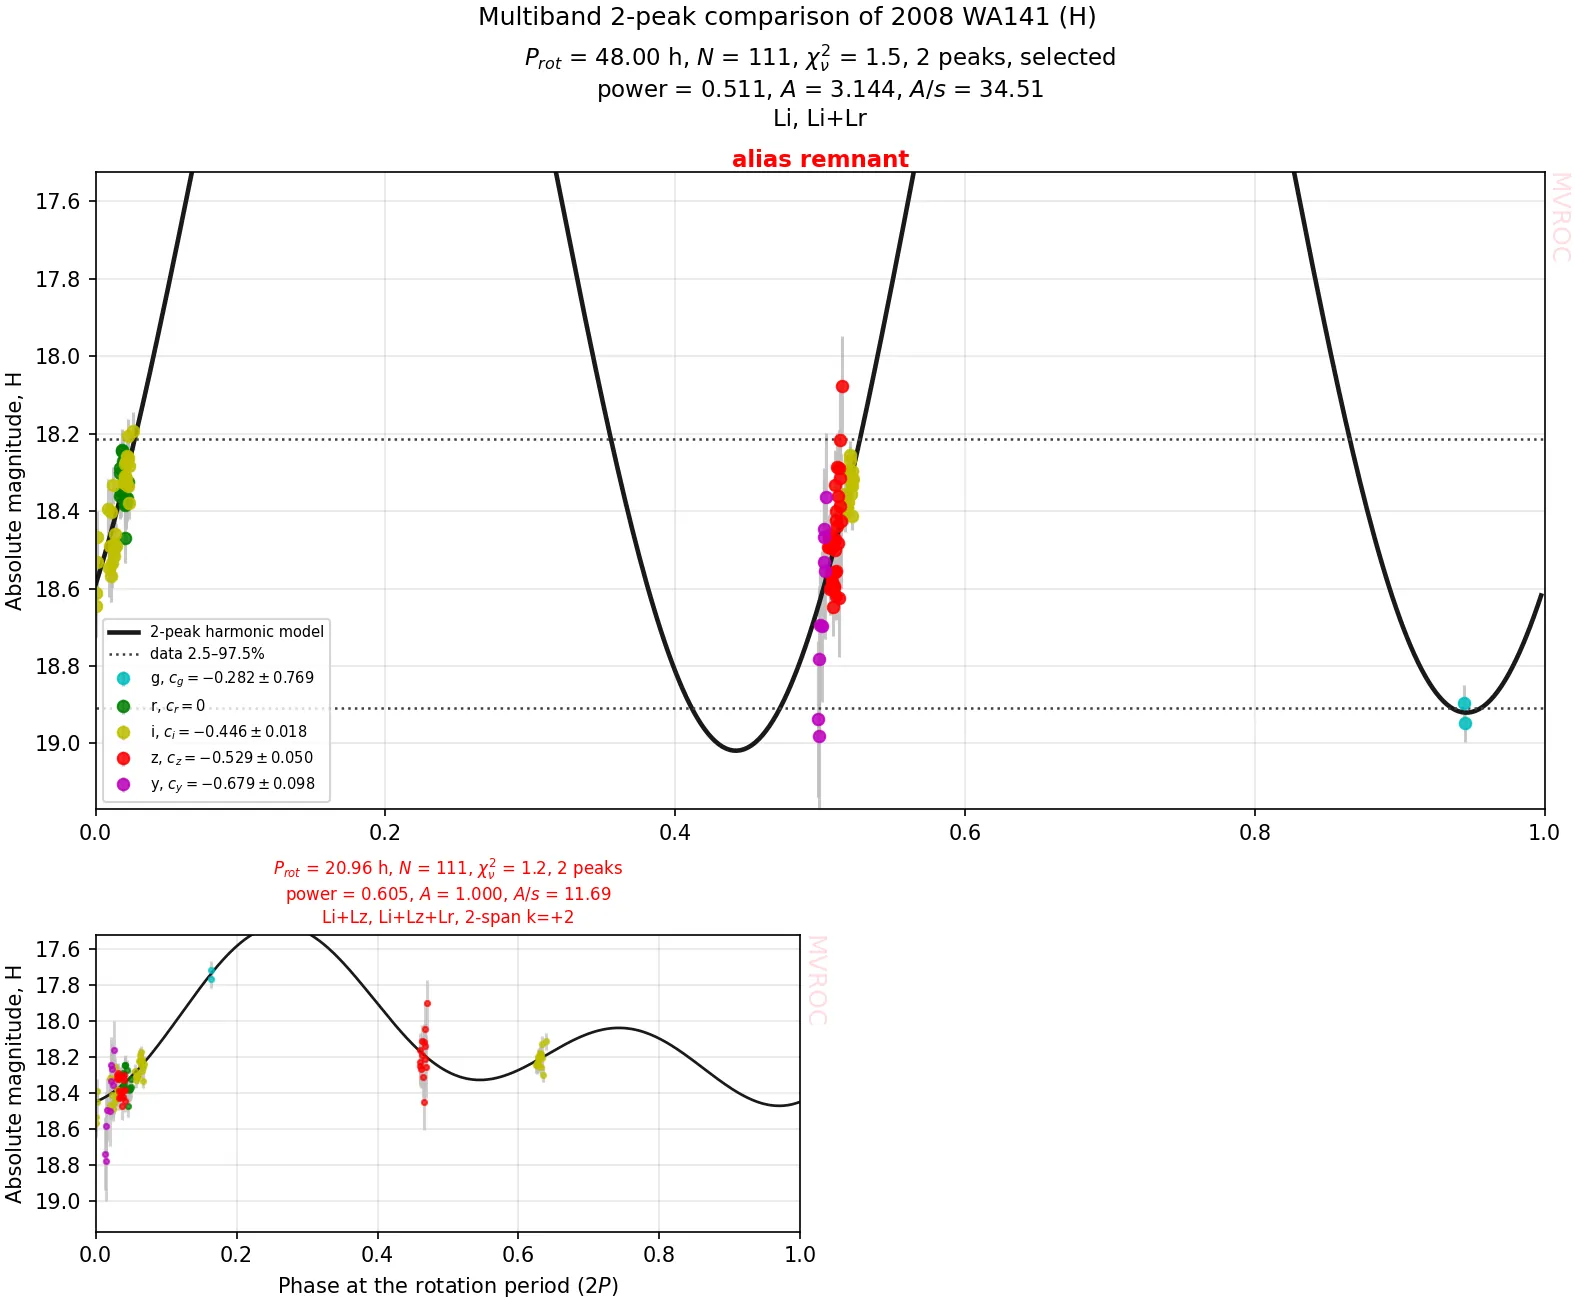 Multiband 2-peak comparison of 2008 WA141 (H)
P_rot = 48.00 h, N = 111, χ²_ν = 1.5, 2 peaks, selected
power = 0.511, A = 3.144, A/s = 34.51
Li, Li+Lr
alias remnant
MVROC
Absolute magnitude, H
17.6
17.8
18.0
18.2
18.4
18.6
18.8
19.0
2-peak harmonic model
data 2.5–97.5%
g, c_g = −0.282 ± 0.769
r, c_r = 0
i, c_i = −0.446 ± 0.018
z, c_z = −0.529 ± 0.050
y, c_y = −0.679 ± 0.098
0.0 0.2 0.4 0.6 0.8 1.0
P_rot = 20.96 h, N = 111, χ²_ν = 1.2, 2 peaks
power = 0.605, A = 1.000, A/s = 11.69
Li+Lz, Li+Lz+Lr, 2-span k=+2
MVROC
Absolute magnitude, H
17.6
17.8
18.0
18.2
18.4
18.6
18.8
19.0
0.0 0.2 0.4 0.6 0.8 1.0
Phase at the rotation period (2P)